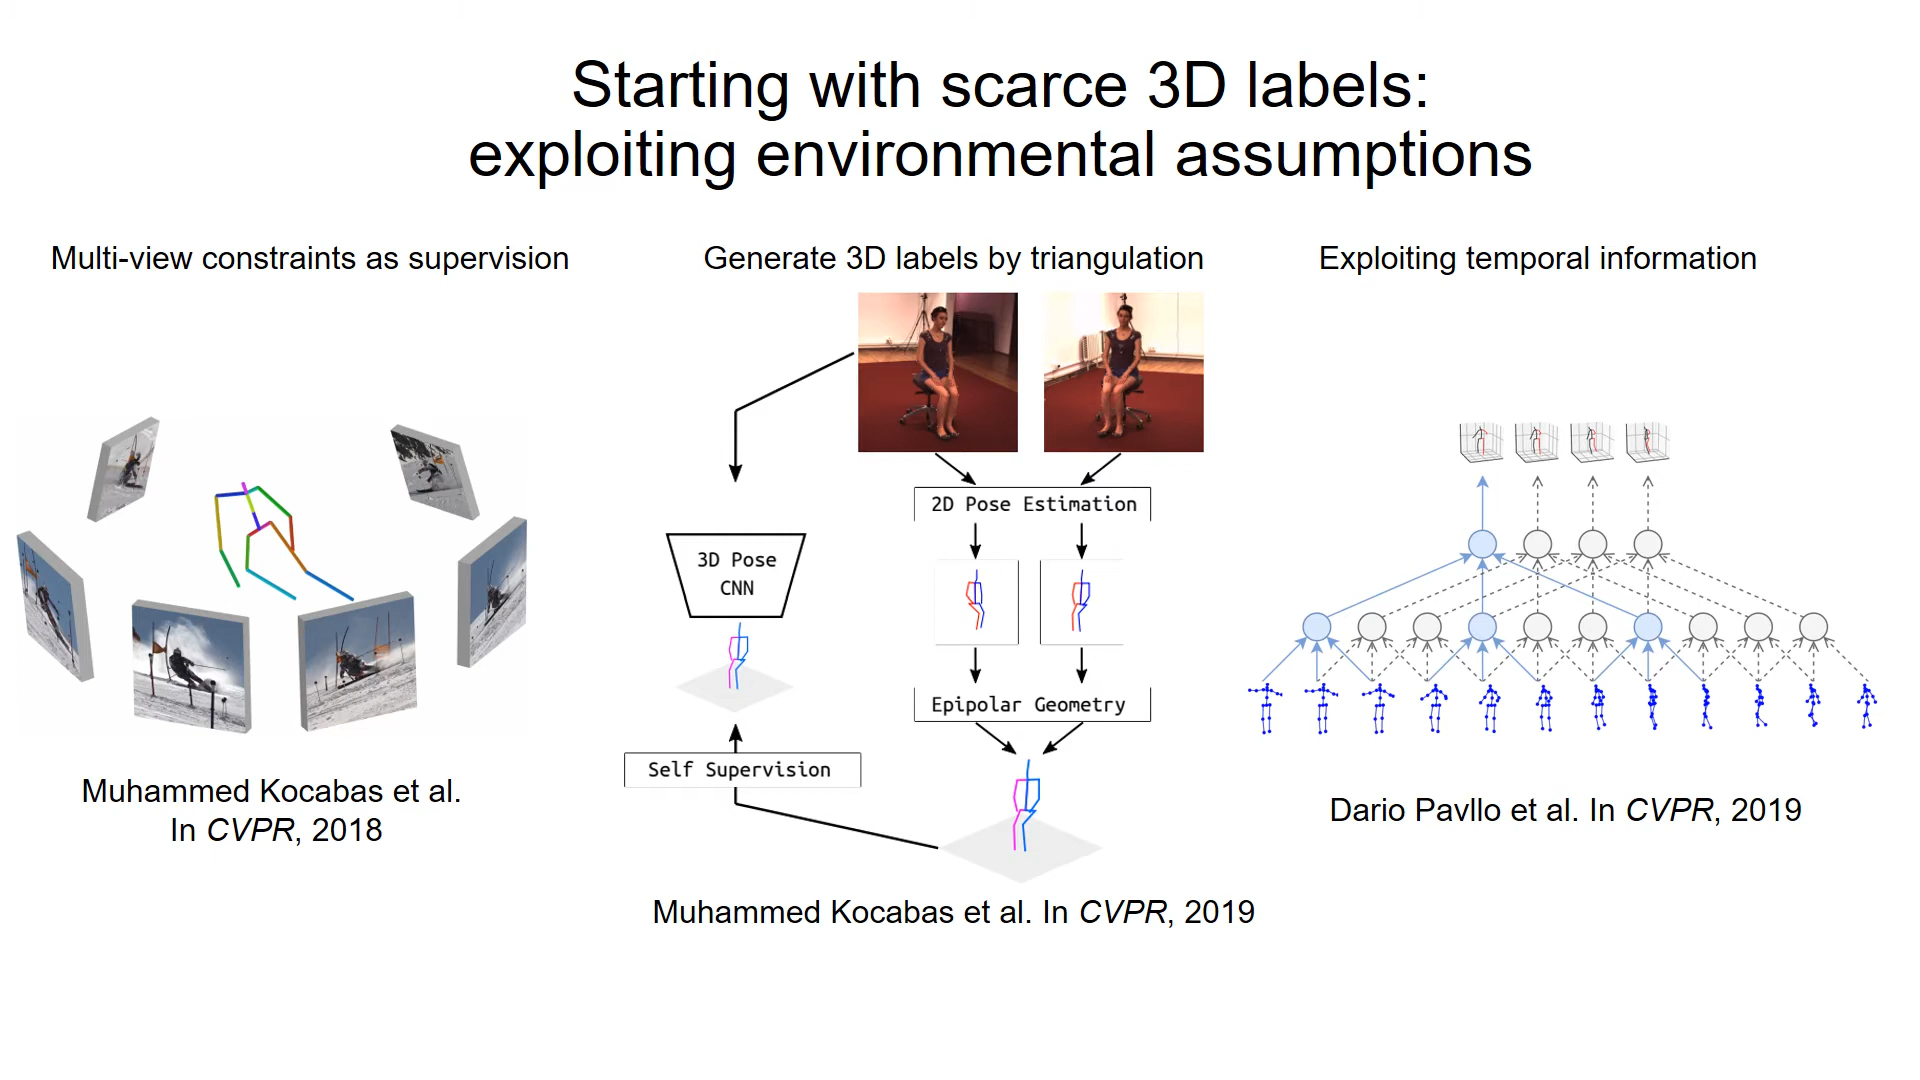 Starting with scarce 3D labels:
exploiting environmental assumptions
Multi-view constraints as supervision
Muhammed Kocabas et al.
In CVPR, 2018
Generate 3D labels by triangulation
2D Pose Estimation
3D Pose
CNN
Epipolar Geometry
Self Supervision
Muhammed Kocabas et al. In CVPR, 2019
Exploiting temporal information
Dario Pavllo et al. In CVPR, 2019